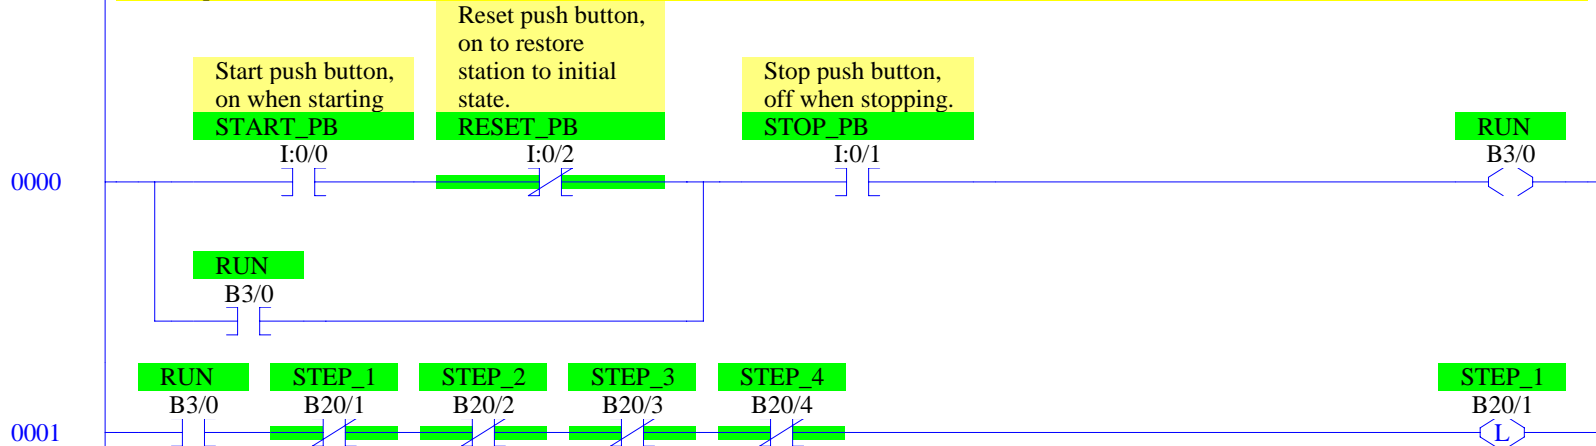 Reset push button,
on to restore
station to initial
state.
Start push button,
on when starting
Stop push button,
off when stopping.
START_PB
RESET_PB
STOP_PB
RUN
I:0/0
I:0/2
I:0/1
B3/0
0000
RUN
B3/0
RUN
STEP_1
STEP_2
STEP_3
STEP_4
STEP_1
B3/0
B20/1
B20/2
B20/3
B20/4
B20/1
0001
L